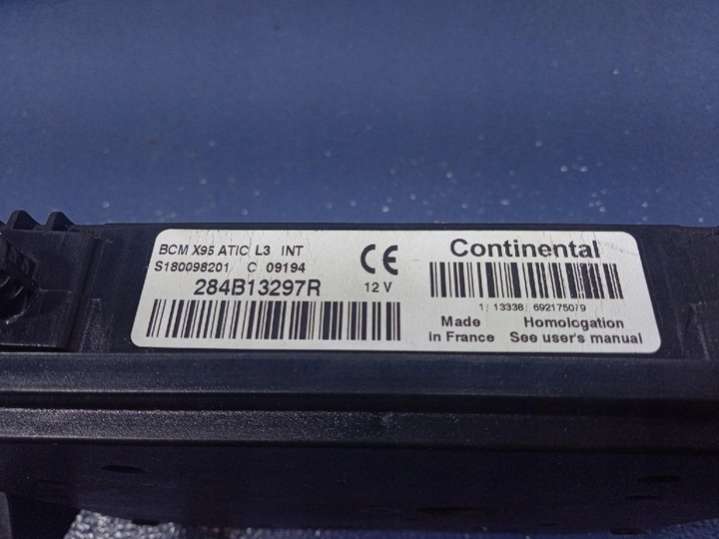 BCM X95 ATIC L3 INT
S180098201 C 09194
284B13297R
CE
12 V
Continental
1/ 13336/ 692175079
Made
in France
Homologation
See user's manual